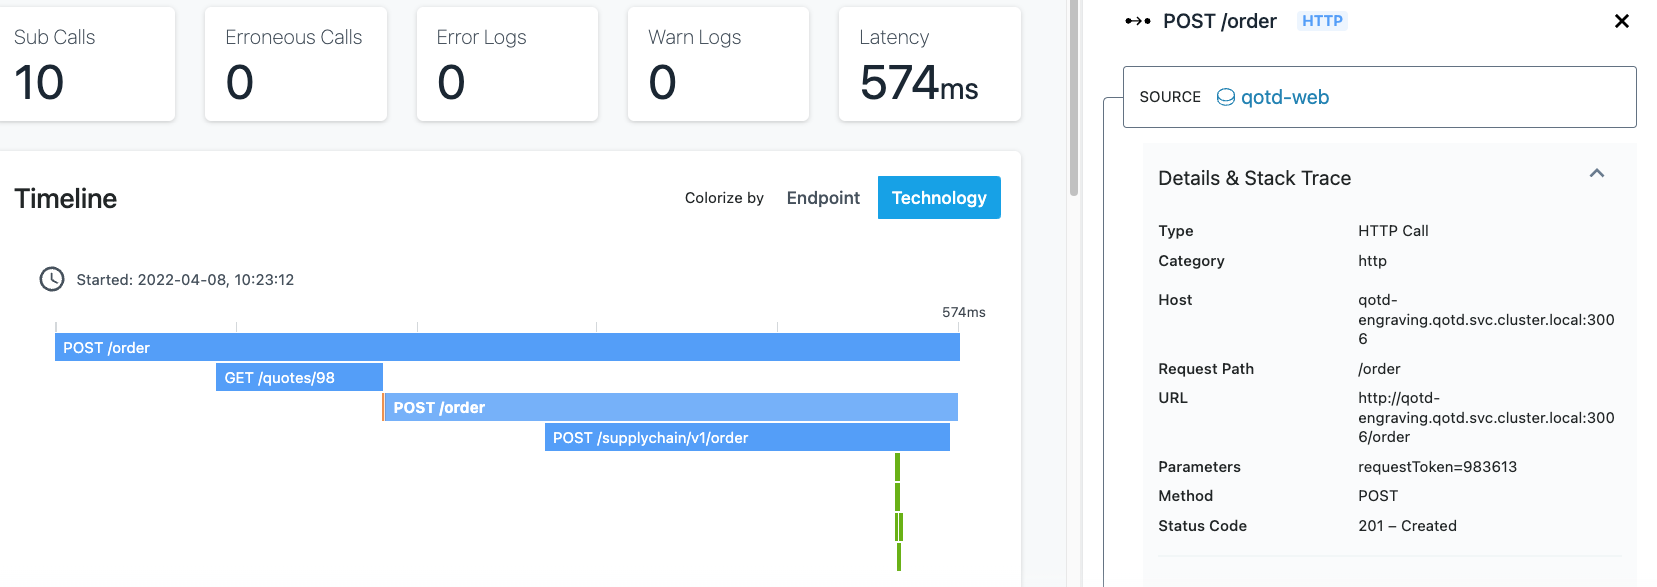 Sub Calls
10
Erroneous Calls
0
Error Logs
0
Warn Logs
0
Latency
574ms
Timeline
Colorize by Endpoint Technology
Started: 2022-04-08, 10:23:12
574ms
POST /order
GET /quotes/98
POST /order
POST /supplychain/v1/order
POST /order HTTP
SOURCE qotd-web
Details & Stack Trace
Type HTTP Call
Category http
Host qotd-
engraving.qotd.svc.cluster.local:300
6
Request Path /order
URL http://qotd-
engraving.qotd.svc.cluster.local:300
6/order
Parameters requestToken=983613
Method POST
Status Code 201 – Created